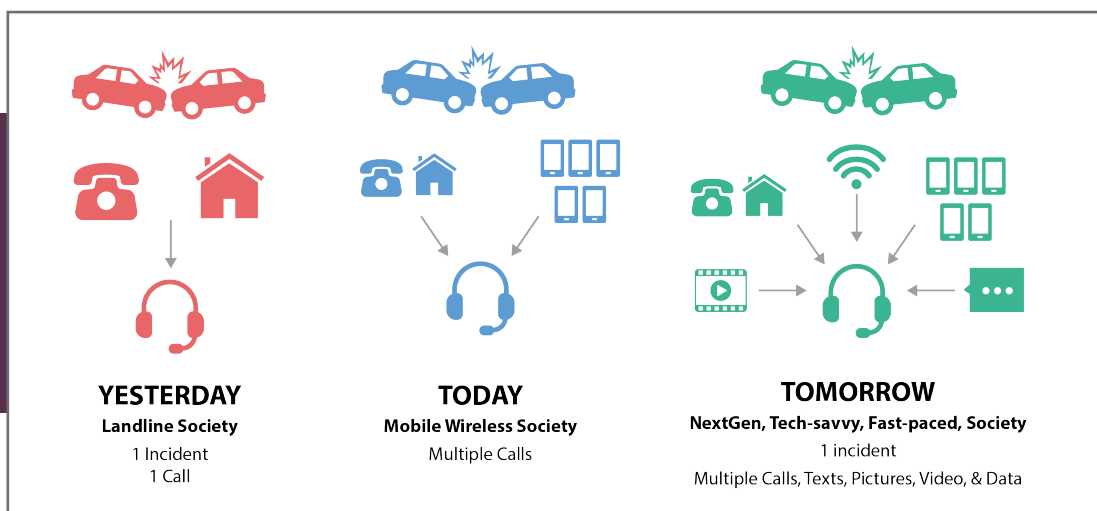 YESTERDAY
Landline Society
1 Incident
1 Call
TODAY
Mobile Wireless Society
Multiple Calls
TOMORROW
NextGen, Tech-savvy, Fast-paced, Society
1 incident
Multiple Calls, Texts, Pictures, Video, & Data